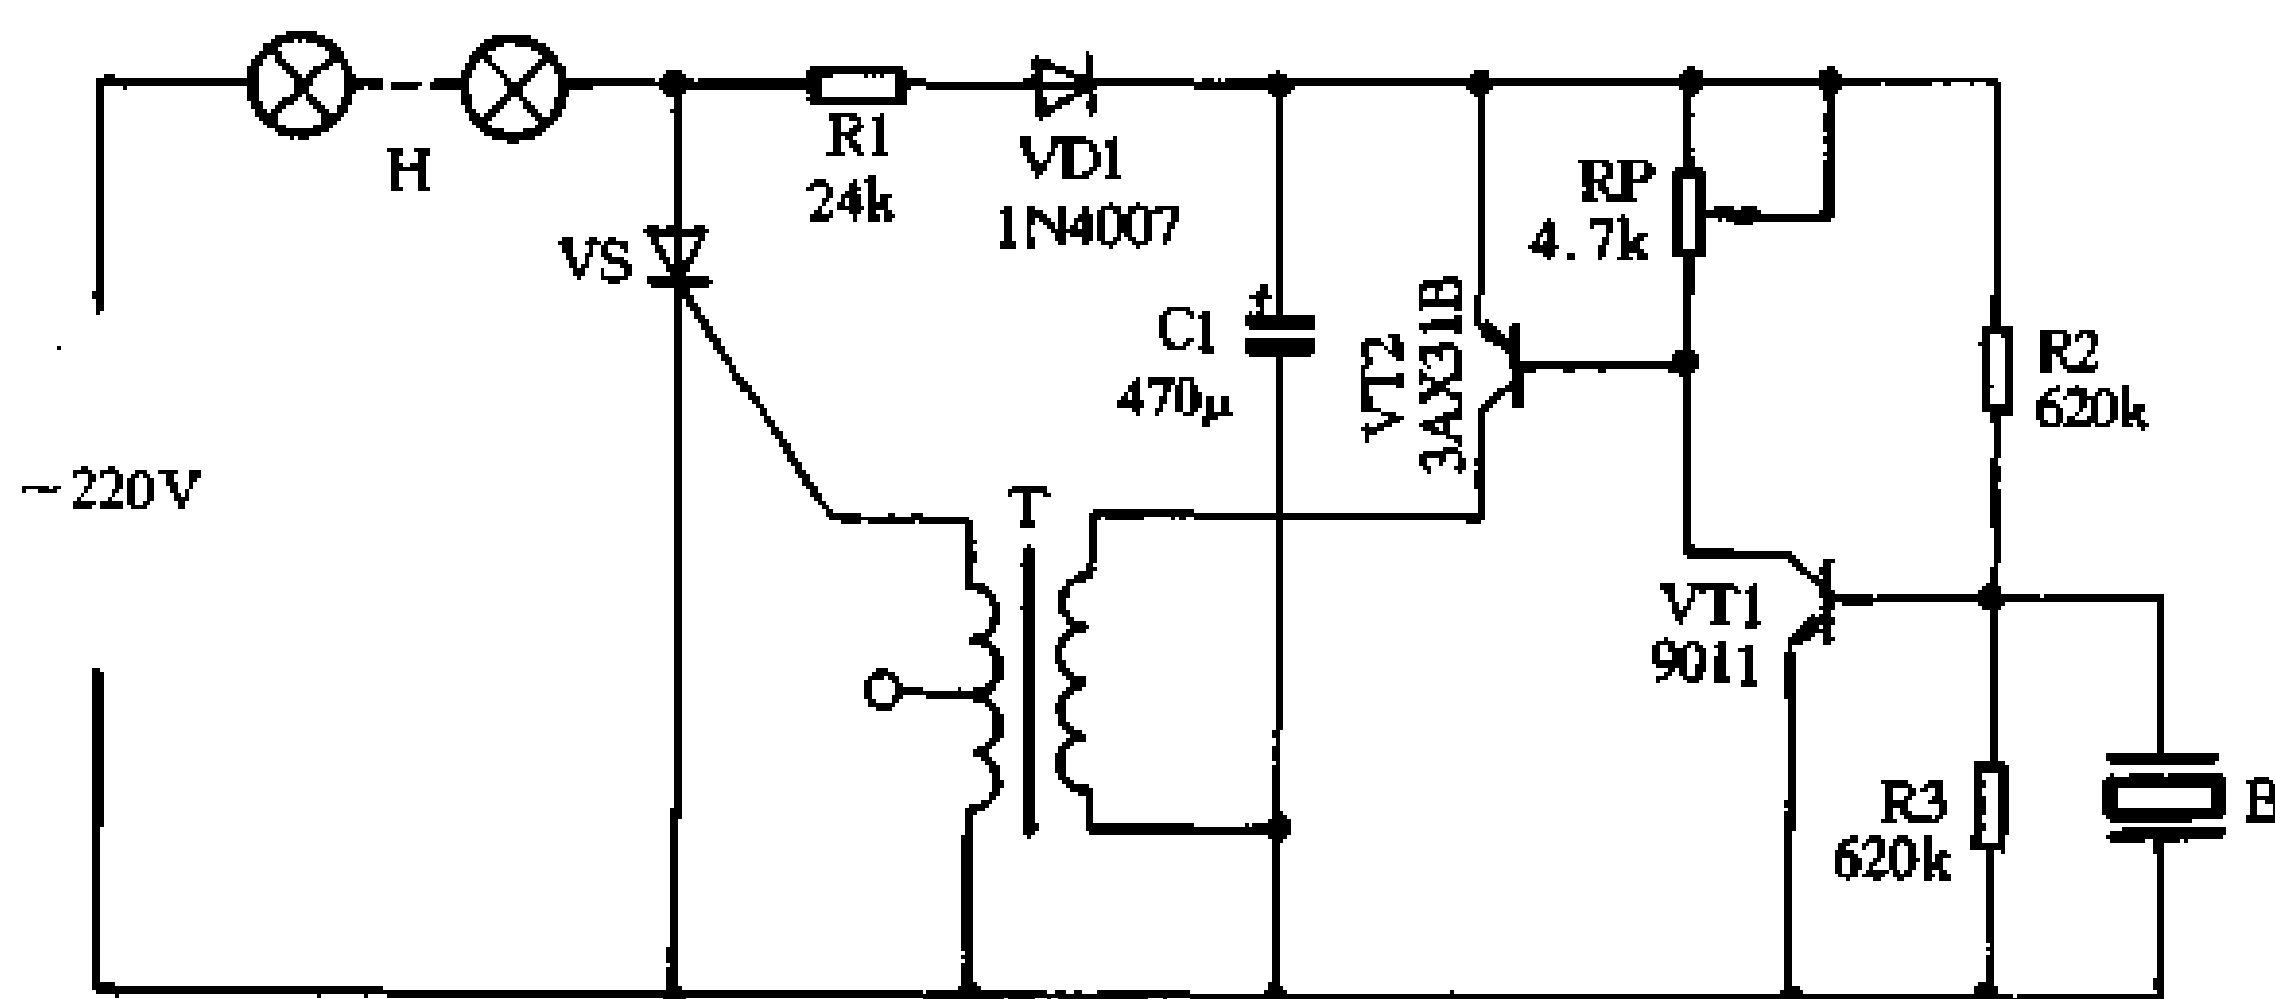 H
R1
24k
VD1
1N4007
RP
4.7k
VS
+
C1
470μ
VT2
3AX31B
R2
620k
~220V
T
VT1
9011
R3
620k
B